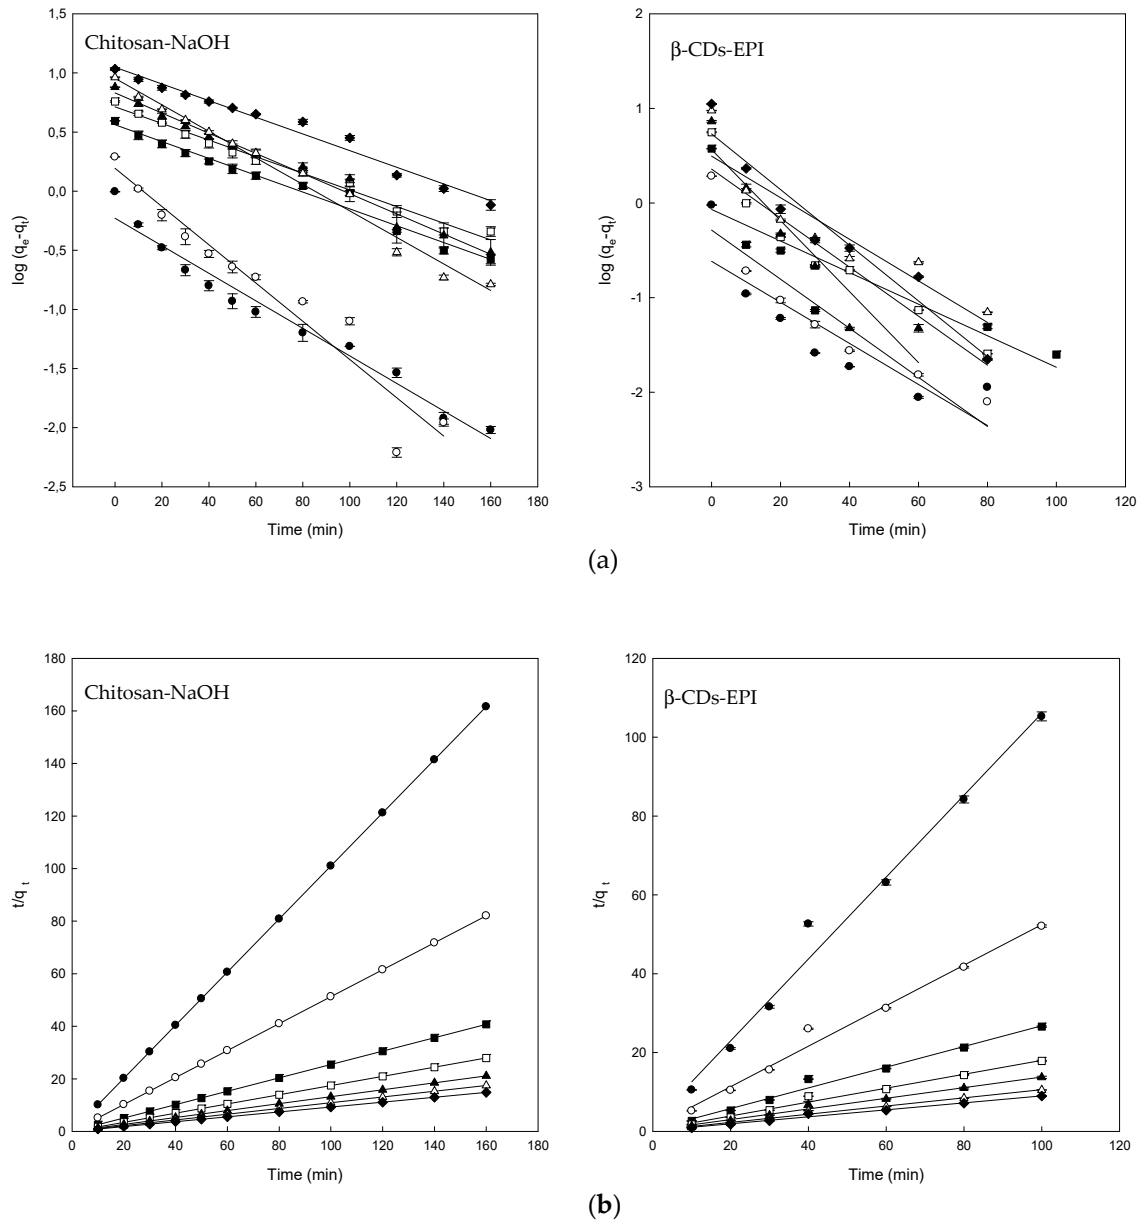 Chitosan-NaOH
log (qe-qt)
1,5
1,0
0,5
0,0
-0,5
-1,0
-1,5
-2,0
-2,5
0 20 40 60 80 100 120 140 160 180
Time (min)
β-CDs-EPI
log (qe-qt)
2
1
0
-1
-2
-3
0 20 40 60 80 100 120
Time (min)
(a)
Chitosan-NaOH
t/q t
180
160
140
120
100
80
60
40
20
0
0 20 40 60 80 100 120 140 160 180
Time (min)
β-CDs-EPI
t/q t
120
100
80
60
40
20
0
0 20 40 60 80 100 120
Time (min)
(b)